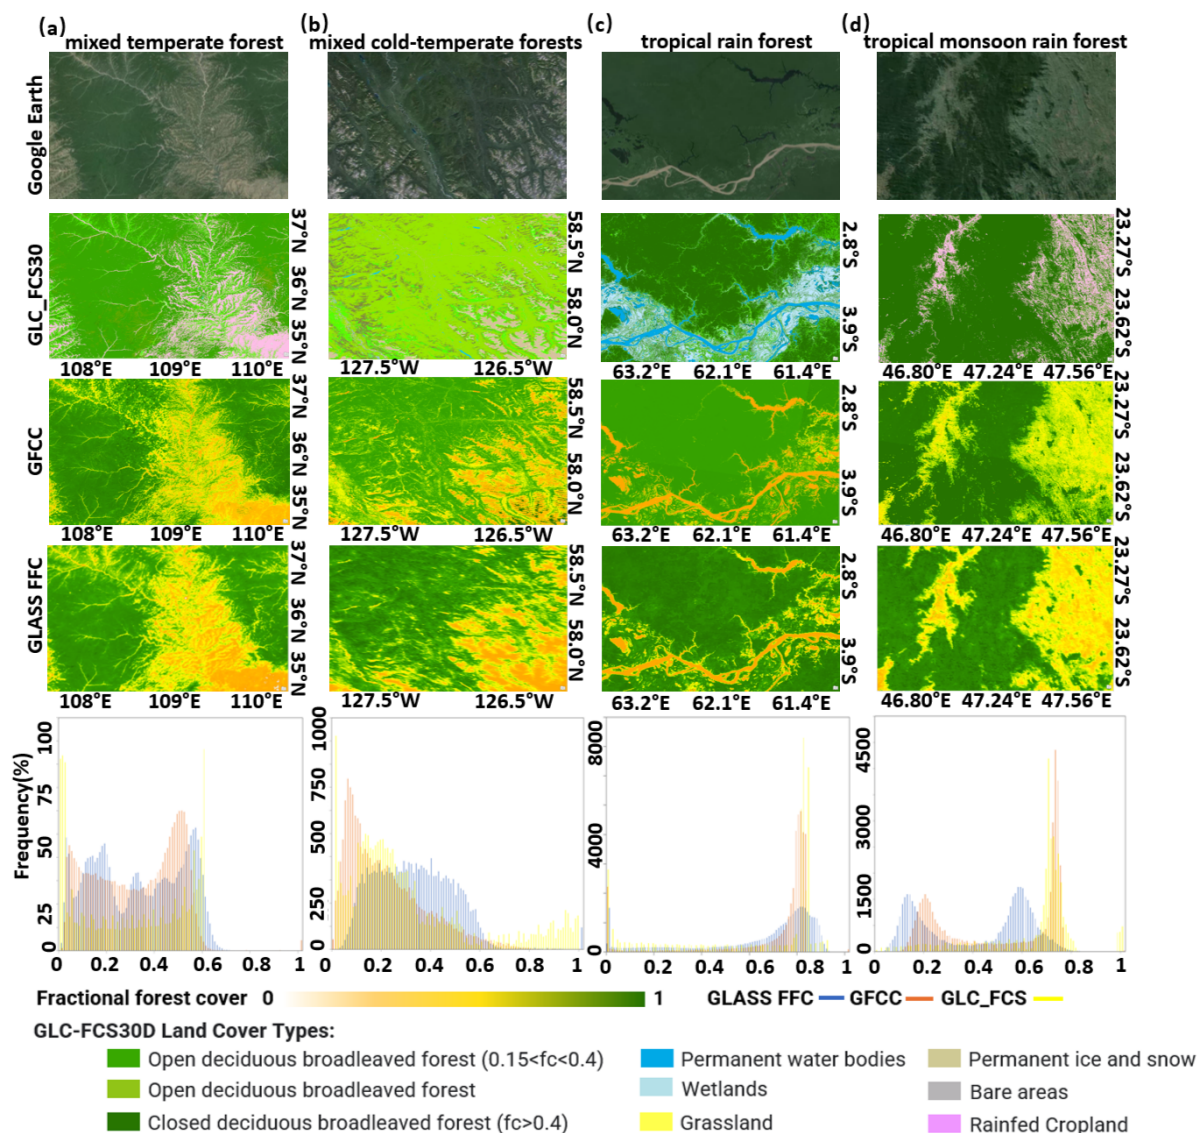 (a) (b) (c) (d)
mixed temperate forest mixed cold-temperate forests tropical rain forest tropical monsoon rain forest
Google Earth
GLC_FCS30
37°N 36°N 35°N
58.5°N 58.0°N
2.8°S 3.9°S
23.27°S 23.62°S
108°E 109°E 110°E 127.5°W 126.5°W 63.2°E 62.1°E 61.4°E 46.80°E 47.24°E 47.56°E
GFCC
37°N 36°N 35°N
58.5°N 58.0°N
2.8°S 3.9°S
23.27°S 23.62°S
108°E 109°E 110°E 127.5°W 126.5°W 63.2°E 62.1°E 61.4°E 46.80°E 47.24°E 47.56°E
GLASS FFC
37°N 36°N 35°N
58.5°N 58.0°N
2.8°S 3.9°S
23.27°S 23.62°S
108°E 109°E 110°E 127.5°W 126.5°W 63.2°E 62.1°E 61.4°E 46.80°E 47.24°E 47.56°E
Frequency(%)
0 25 50 75 100
0 250 500 750 1000
0 4000 8000
0 1500 3000 4500
0 0.2 0.4 0.6 0.8 1 0 0.2 0.4 0.6 0.8 1 0 0.2 0.4 0.6 0.8 1 0 0.2 0.4 0.6 0.8 1
Fractional forest cover 0 1 GLASS FFC GFCC GLC_FCS
GLC-FCS30D Land Cover Types:
Open deciduous broadleaved forest (0.15<fc<0.4) Permanent water bodies Permanent ice and snow
Open deciduous broadleaved forest Wetlands Bare areas
Closed deciduous broadleaved forest (fc>0.4) Grassland Rainfed Cropland